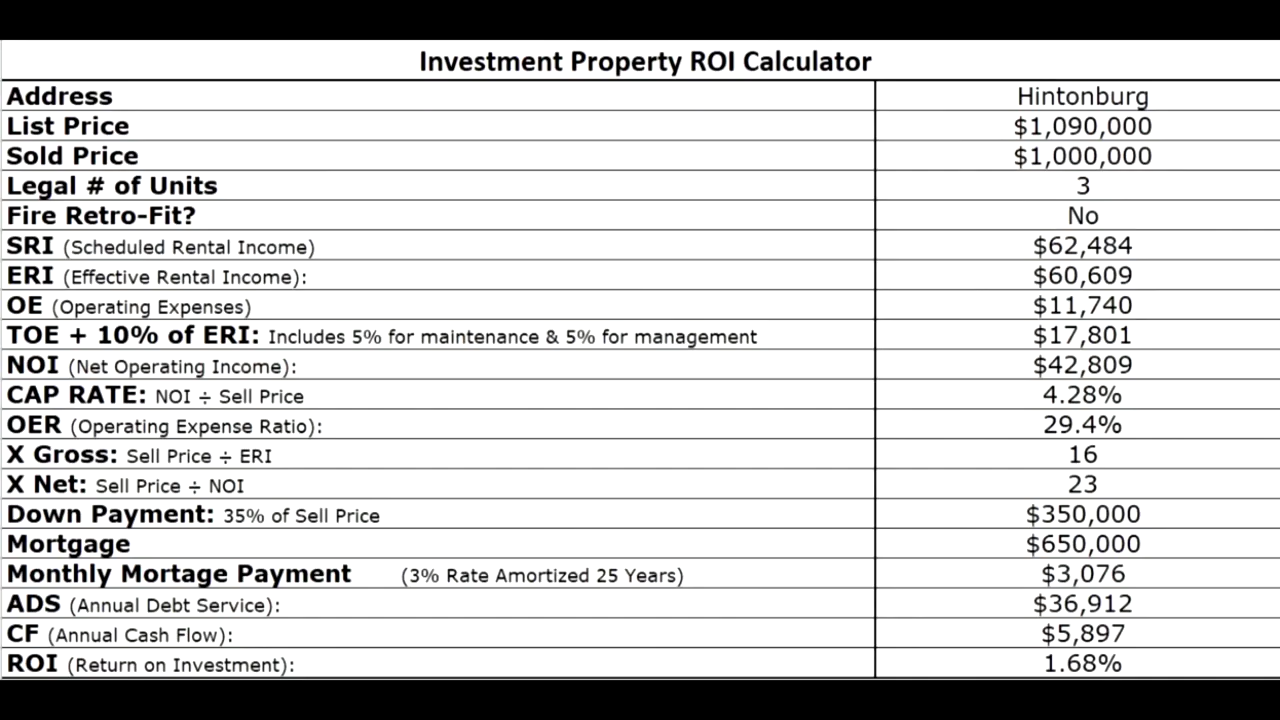 Investment Property ROI Calculator
Address Hintonburg
List Price $1,090,000
Sold Price $1,000,000
Legal # of Units 3
Fire Retro-Fit? No
SRI (Scheduled Rental Income) $62,484
ERI (Effective Rental Income): $60,609
OE (Operating Expenses) $11,740
TOE + 10% of ERI: Includes 5% for maintenance & 5% for management $17,801
NOI (Net Operating Income): $42,809
CAP RATE: NOI ÷ Sell Price 4.28%
OER (Operating Expense Ratio): 29.4%
X Gross: Sell Price ÷ ERI 16
X Net: Sell Price ÷ NOI 23
Down Payment: 35% of Sell Price $350,000
Mortgage $650,000
Monthly Mortage Payment (3% Rate Amortized 25 Years) $3,076
ADS (Annual Debt Service): $36,912
CF (Annual Cash Flow): $5,897
ROI (Return on Investment): 1.68%